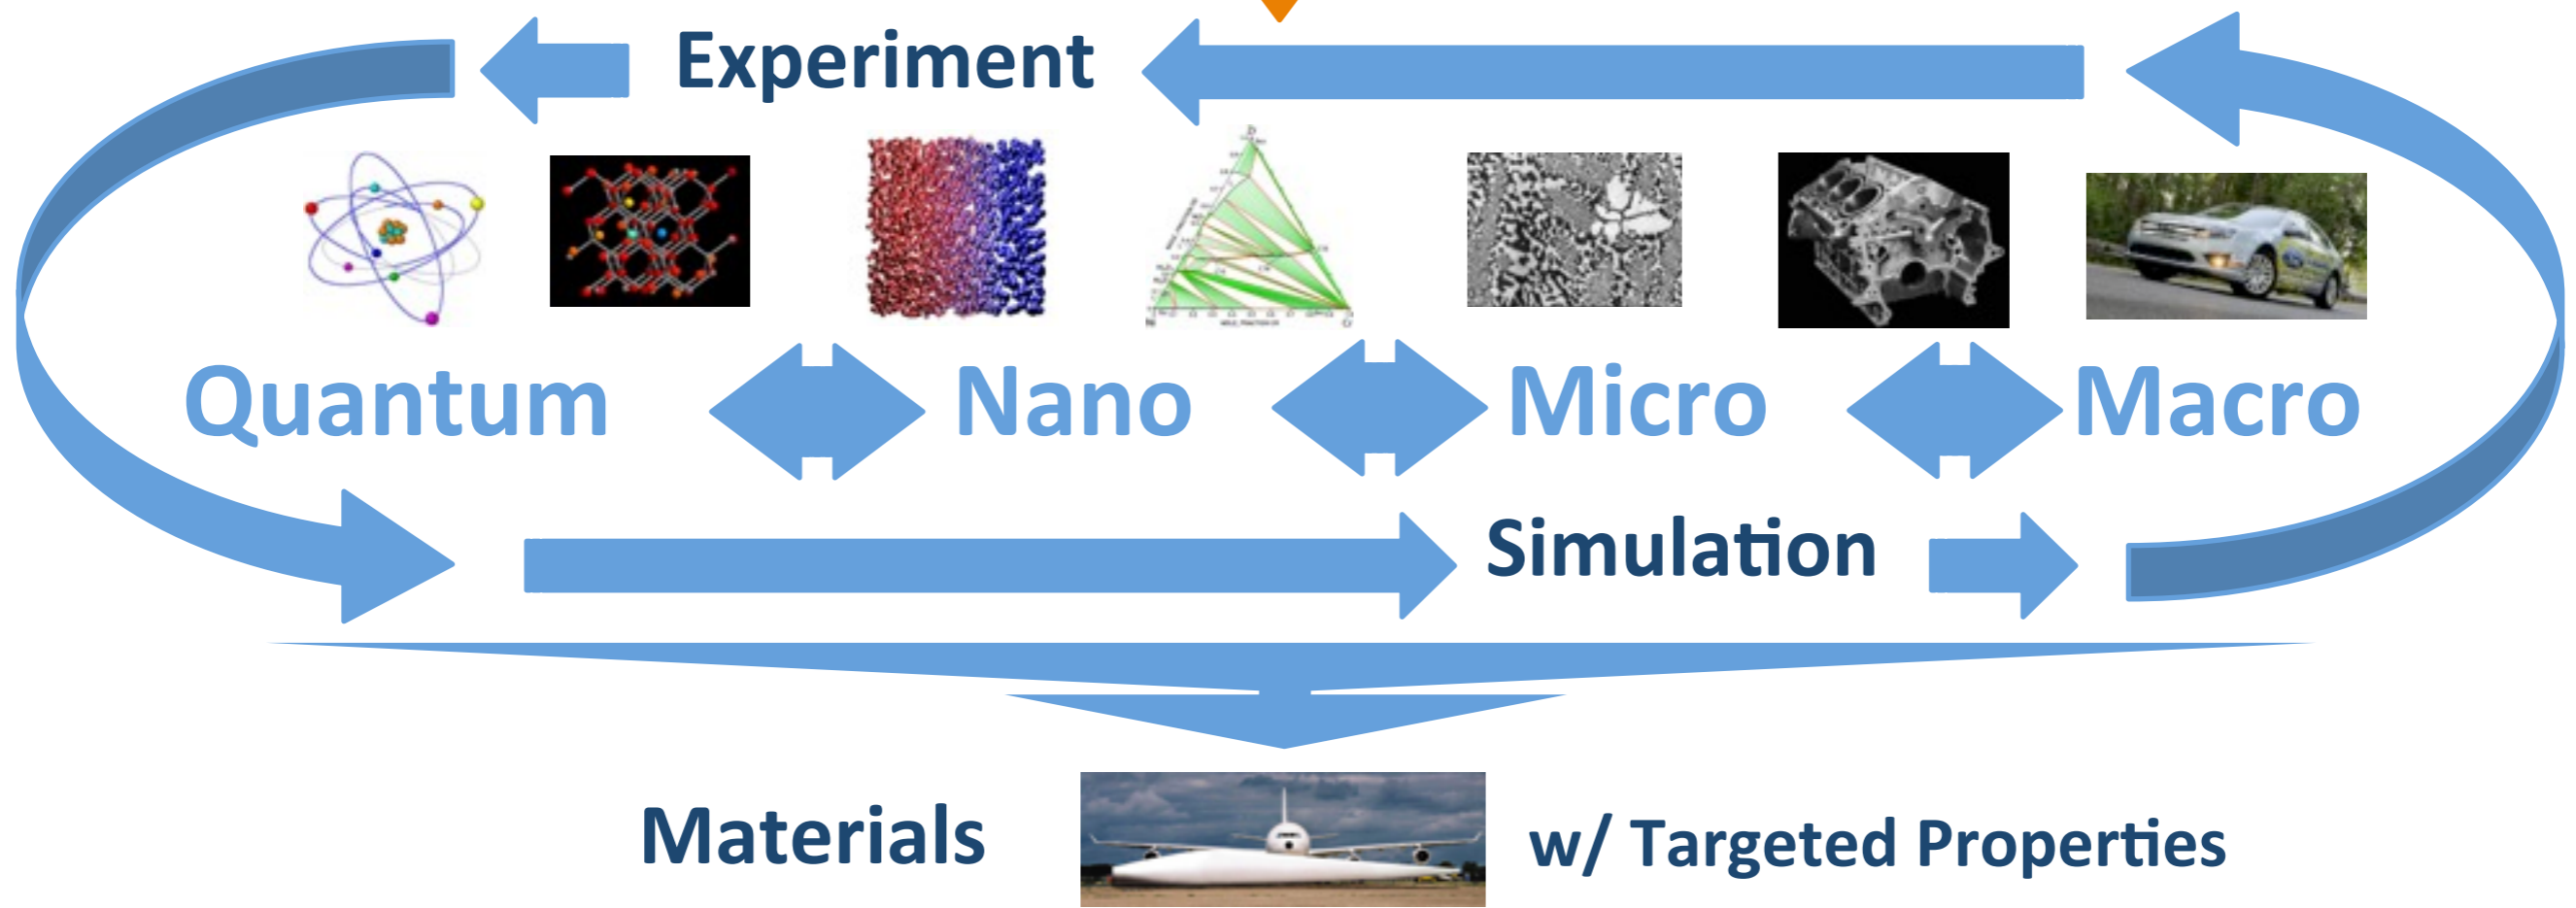 Experiment
Quantum
Nano
Micro
Macro
Simulation
Materials
w/ Targeted Properties